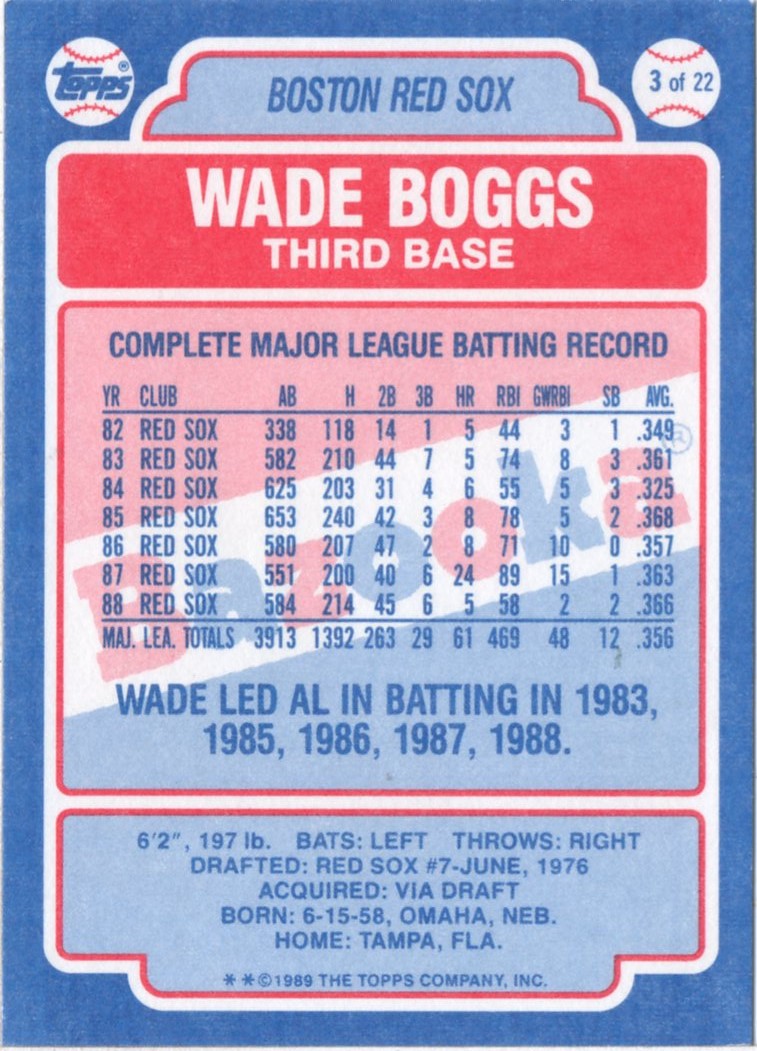 topps®
BOSTON RED SOX
3 of 22
WADE BOGGS
THIRD BASE
COMPLETE MAJOR LEAGUE BATTING RECORD
YR CLUB AB H 2B 3B HR RBI GWRBI SB AVG.
82 RED SOX 338 118 14 1 5 44 3 1 .349
83 RED SOX 582 210 44 7 5 74 8 3 .361
84 RED SOX 625 203 31 4 6 55 5 3 .325
85 RED SOX 653 240 42 3 8 78 5 2 .368
86 RED SOX 580 207 47 2 8 71 10 0 .357
87 RED SOX 551 200 40 6 24 89 15 1 .363
88 RED SOX 584 214 45 6 5 58 2 2 .366
MAJ. LEA. TOTALS 3913 1392 263 29 61 469 48 12 .356
Bazooka®
WADE LED AL IN BATTING IN 1983,
1985, 1986, 1987, 1988.
6'2", 197 lb. BATS: LEFT THROWS: RIGHT
DRAFTED: RED SOX #7-JUNE, 1976
ACQUIRED: VIA DRAFT
BORN: 6-15-58, OMAHA, NEB.
HOME: TAMPA, FLA.
**©1989 THE TOPPS COMPANY, INC.